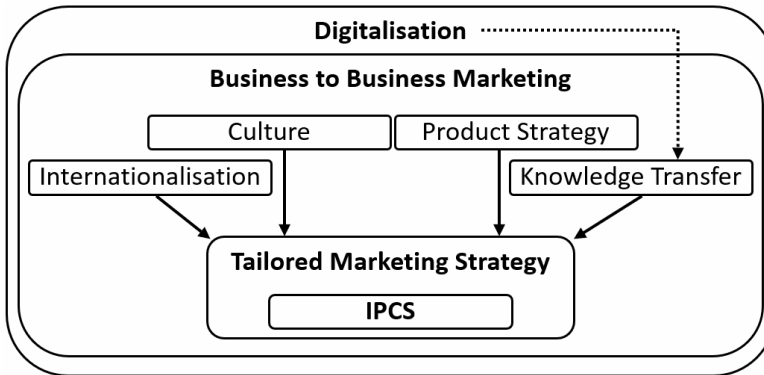 Digitalisation
Business to Business Marketing
Culture
Product Strategy
Internationalisation
Knowledge Transfer
Tailored Marketing Strategy
IPCS